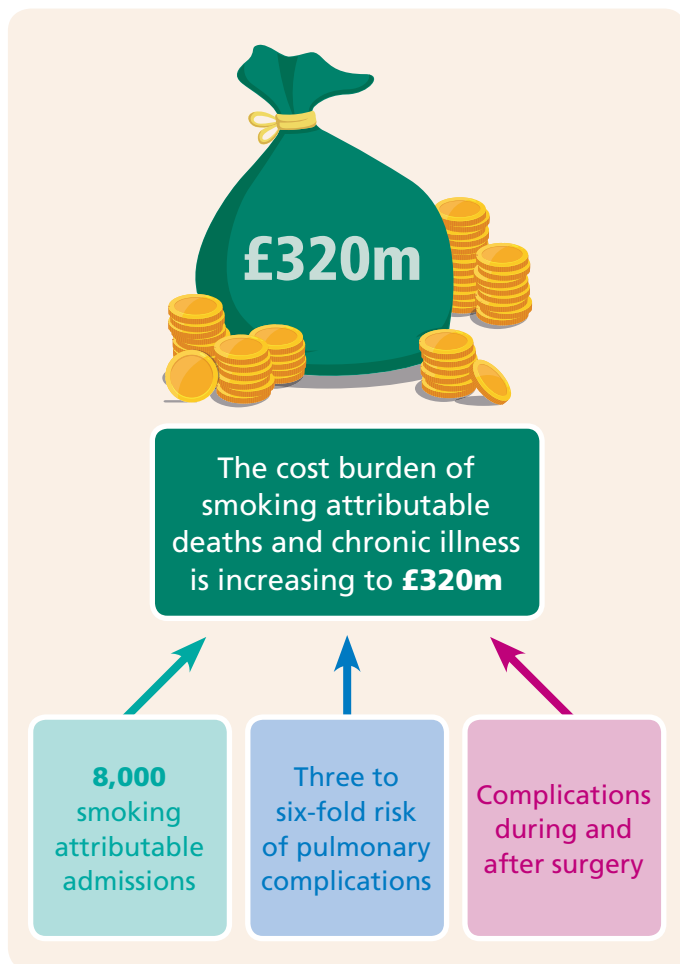 £320m
The cost burden of
smoking attributable
deaths and chronic illness
is increasing to £320m
8,000
smoking
attributable
admissions
Three to
six-fold risk
of pulmonary
complications
Complications
during and
after surgery